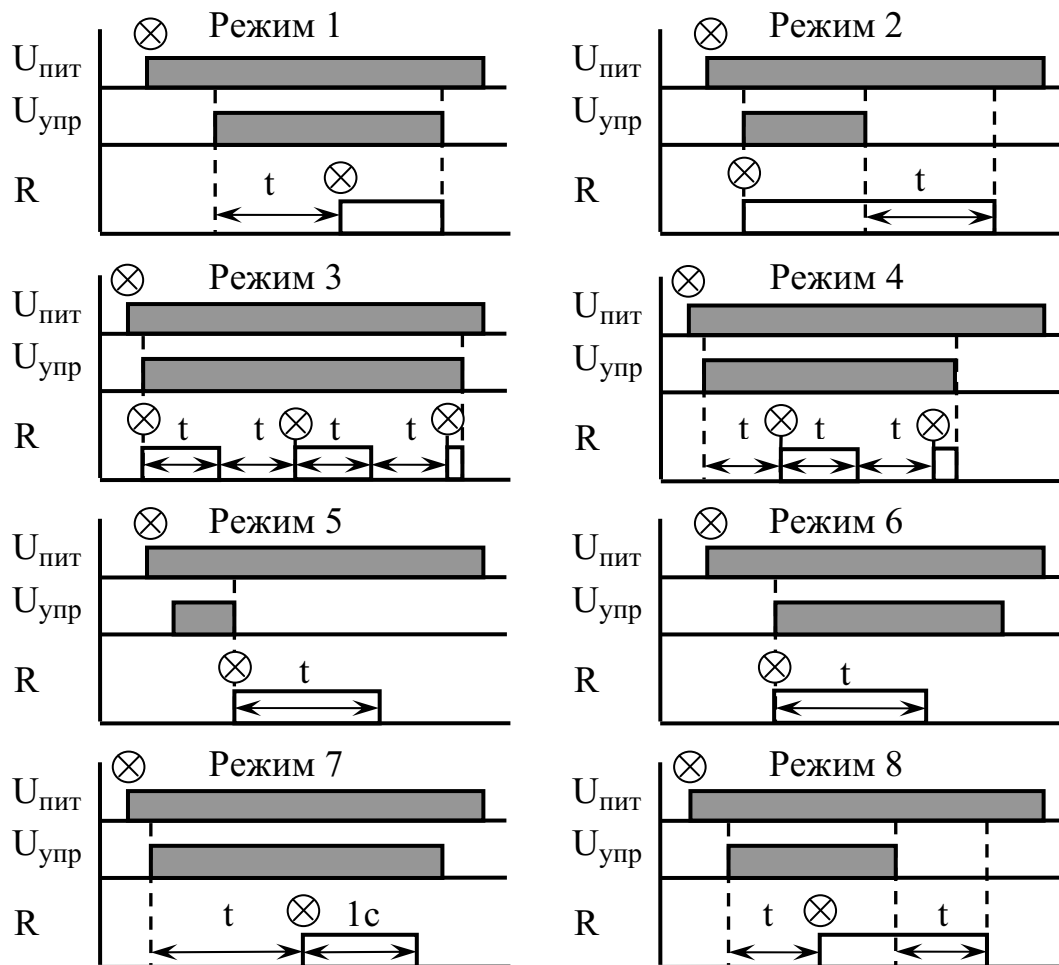 Режим 1
Uпит
Uупр
R
t
Режим 2
Uпит
Uупр
R
t
Режим 3
Uпит
Uупр
R
t
t
t
t
Режим 4
Uпит
Uупр
R
t
t
t
Режим 5
Uпит
Uупр
R
t
Режим 6
Uпит
Uупр
R
t
Режим 7
Uпит
Uупр
R
t
1с
Режим 8
Uпит
Uупр
R
t
t